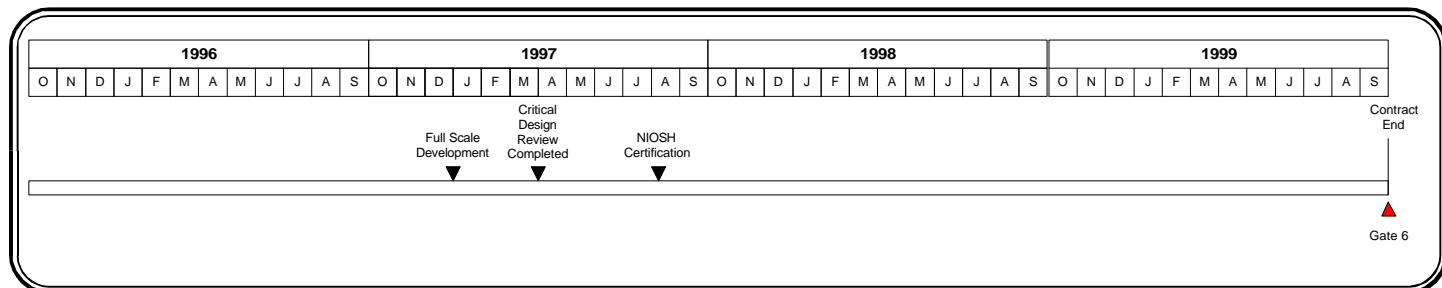 1996 1997 1998 1999
O N D J F M A M J J A S O N D J F M A M J J A S O N D J F M A M J J A S O N D J F M A M J J A S
Full Scale
Development
Critical
Design
Review
Completed
NIOSH
Certification
Contract
End
Gate 6